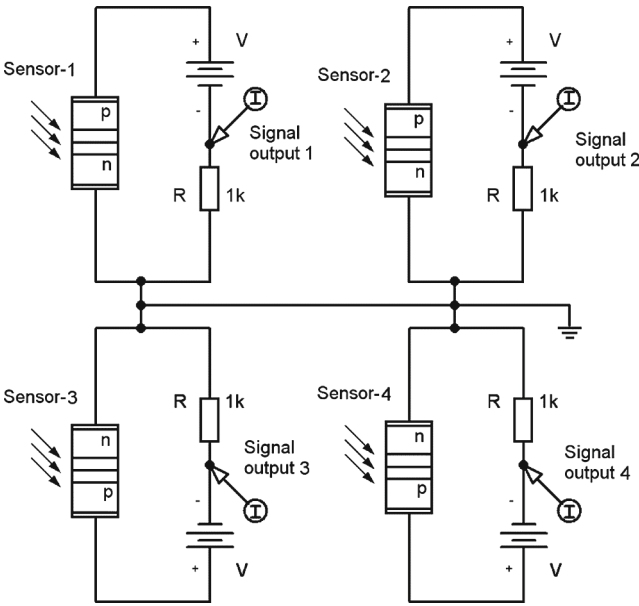 Sensor-1
p
n
+
V
-
I
Signal
output 1
R
1k
Sensor-2
p
n
+
V
-
I
Signal
output 2
R
1k
Sensor-3
n
p
R
1k
Signal
output 3
-
I
+
V
Sensor-4
n
p
R
1k
Signal
output 4
-
I
+
V